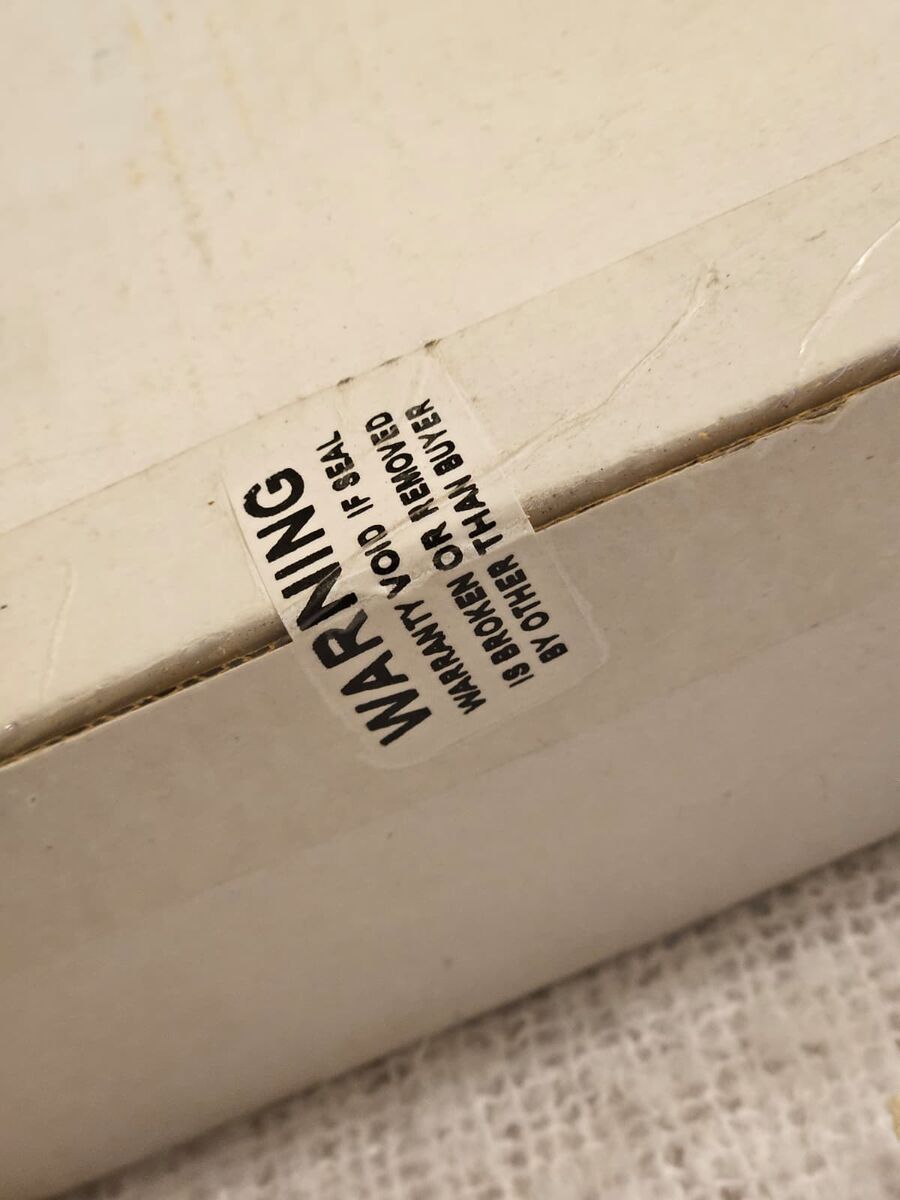 WARNING
WARRANTY VOID IF SEAL
IS BROKEN OR REMOVED
BY OTHER THAN BUYER